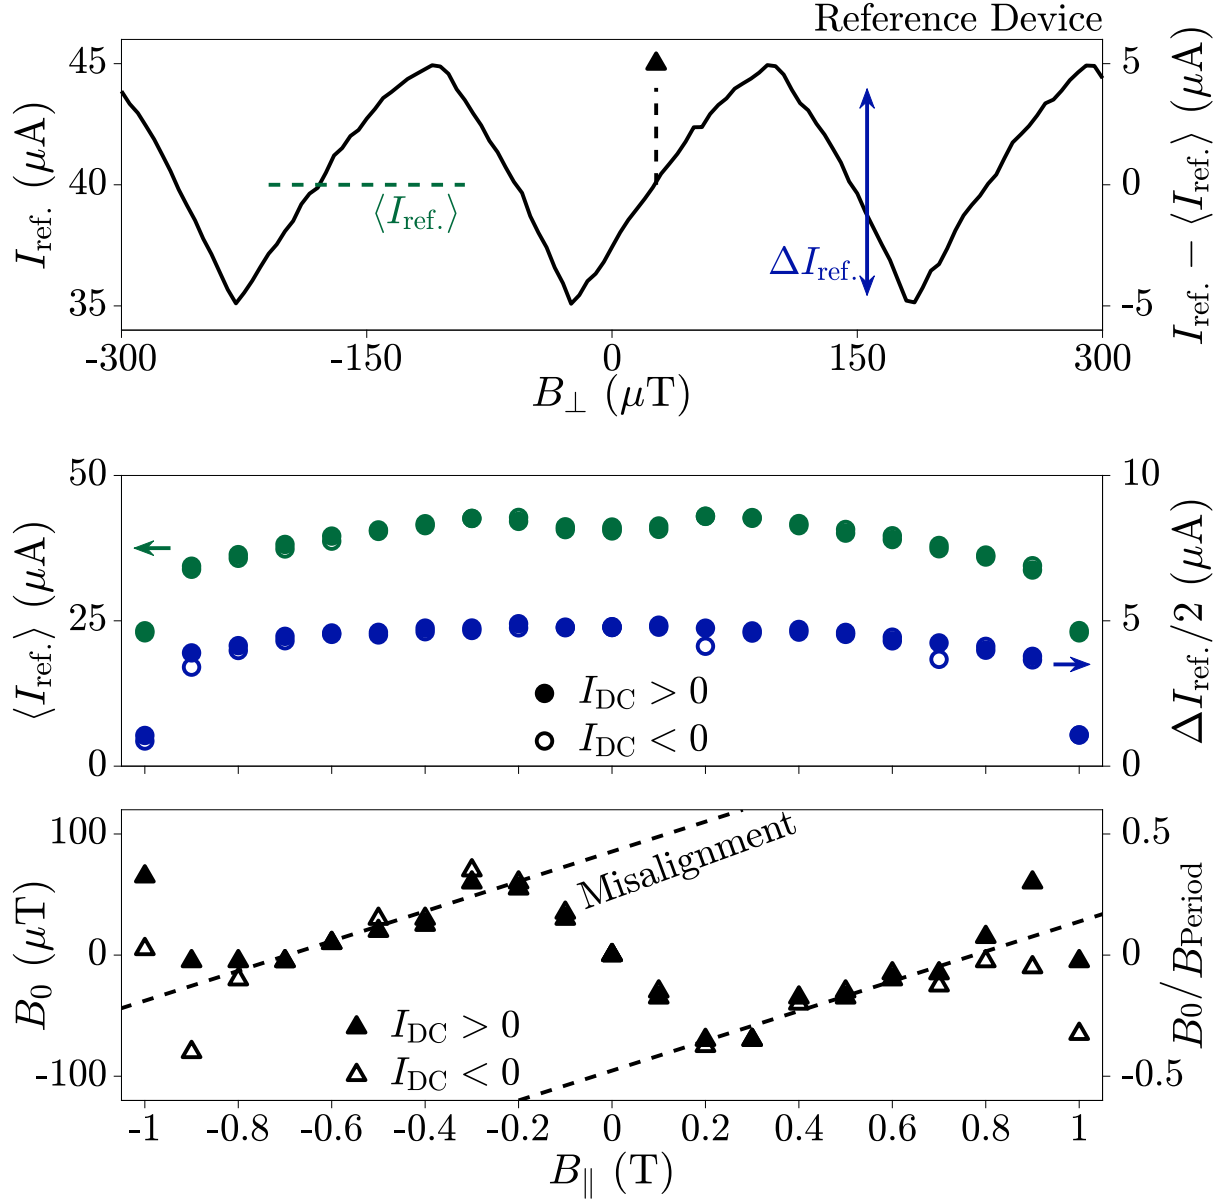 Reference Device
45
40
35
I_ref. (μA)
5
0
-5
I_ref. − ⟨I_ref.⟩ (μA)
⟨I_ref.⟩
ΔI_ref.
-300
-150
0
150
300
B_⊥ (μT)
50
25
0
⟨I_ref.⟩ (μA)
10
5
0
ΔI_ref./2 (μA)
I_DC > 0
I_DC < 0
100
0
-100
B_0 (μT)
0.5
0
-0.5
B_0/B_Period
Misalignment
I_DC > 0
I_DC < 0
-1
-0.8
-0.6
-0.4
-0.2
0
0.2
0.4
0.6
0.8
1
B_∥ (T)